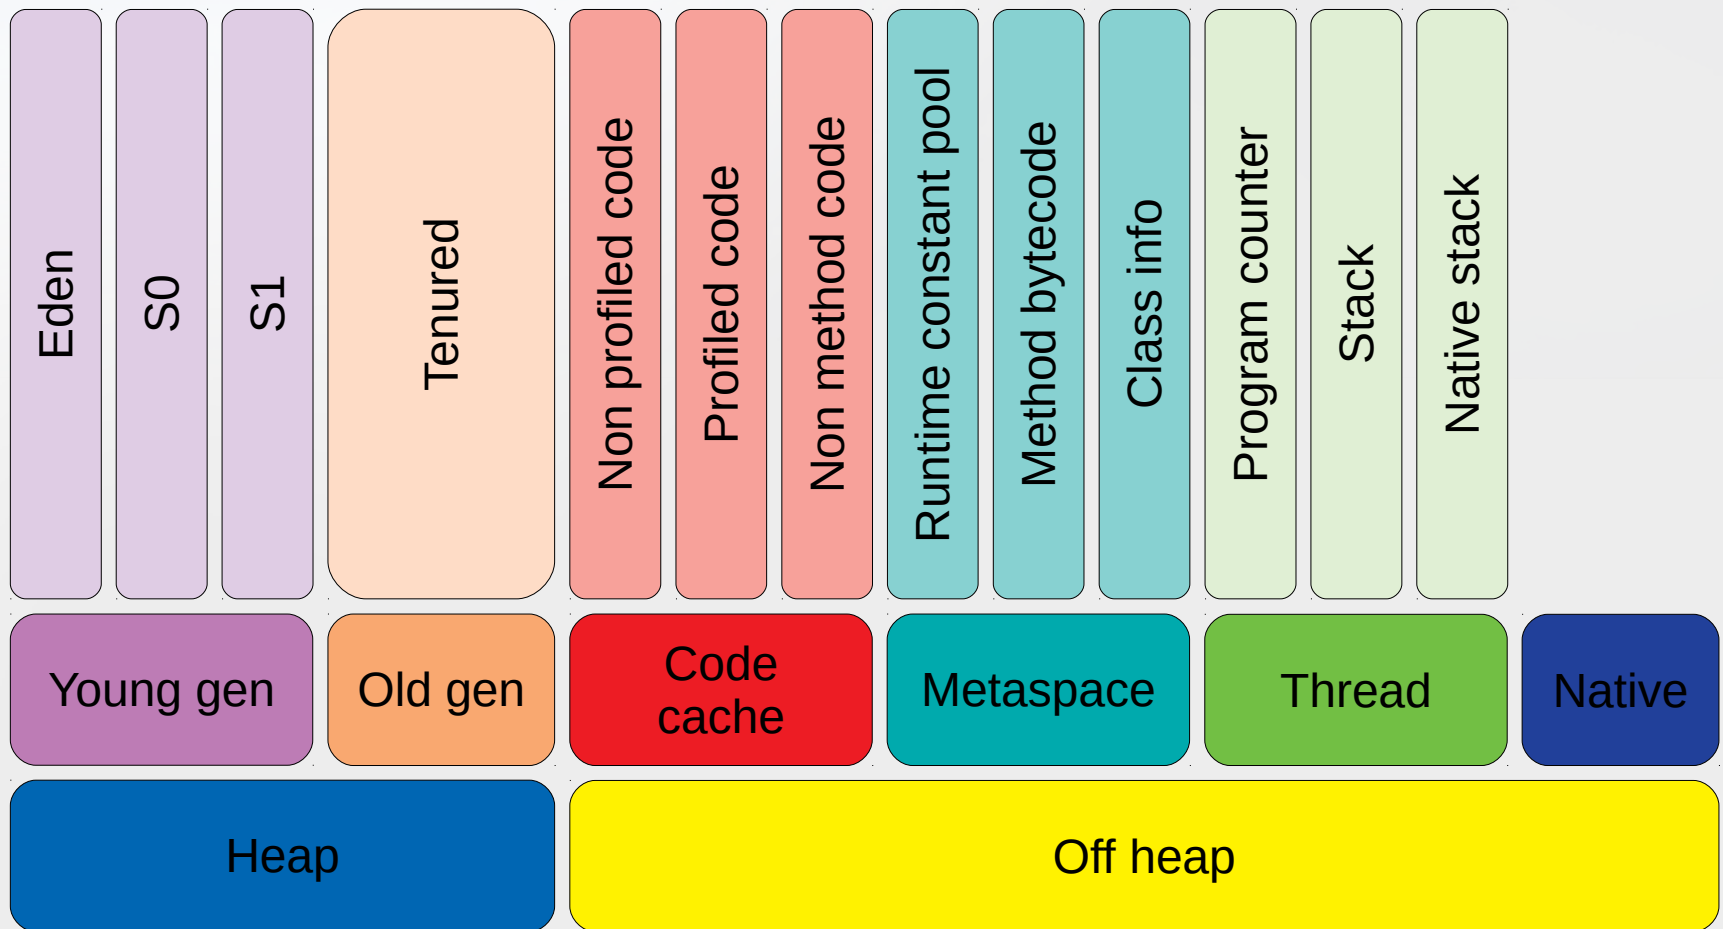 Eden
S0
S1
Tenured
Non profiled code
Profiled code
Non method code
Runtime constant pool
Method bytecode
Class info
Program counter
Stack
Native stack
Young gen
Old gen
Code
cache
Metaspace
Thread
Native
Heap
Off heap